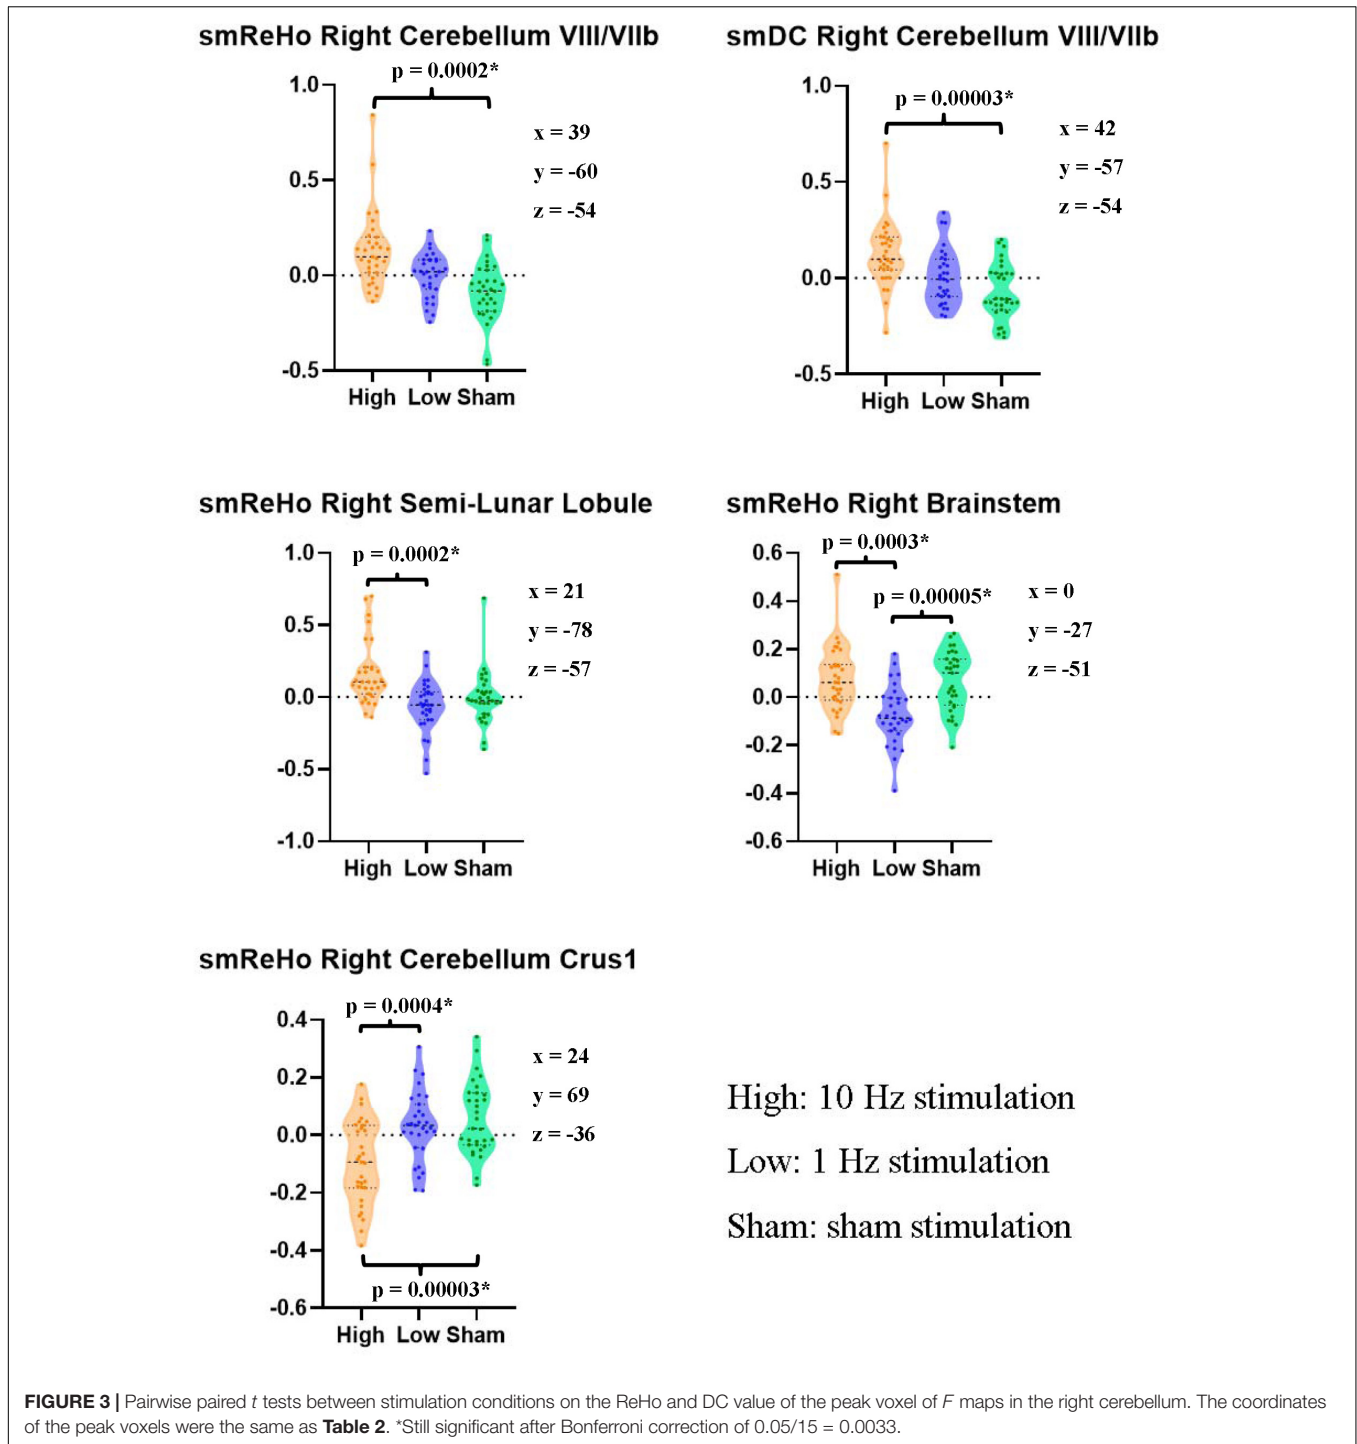 smReHo Right Cerebellum VIII/VIIb
p = 0.0002*
1.0
0.5
0.0
-0.5
x = 39
y = -60
z = -54
High Low Sham
smDC Right Cerebellum VIII/VIIb
p = 0.00003*
1.0
0.5
0.0
-0.5
x = 42
y = -57
z = -54
High Low Sham
smReHo Right Semi-Lunar Lobule
p = 0.0002*
1.0
0.5
0.0
-0.5
-1.0
x = 21
y = -78
z = -57
High Low Sham
smReHo Right Brainstem
p = 0.0003*
p = 0.00005*
0.6
0.4
0.2
0.0
-0.2
-0.4
-0.6
x = 0
y = -27
z = -51
High Low Sham
smReHo Right Cerebellum Crus1
p = 0.0004*
0.4
0.2
0.0
-0.2
-0.4
-0.6
x = 24
y = 69
z = -36
p = 0.00003*
High Low Sham
High: 10 Hz stimulation
Low: 1 Hz stimulation
Sham: sham stimulation
FIGURE 3 | Pairwise paired t tests between stimulation conditions on the ReHo and DC value of the peak voxel of F maps in the right cerebellum. The coordinates
of the peak voxels were the same as Table 2. *Still significant after Bonferroni correction of 0.05/15 = 0.0033.